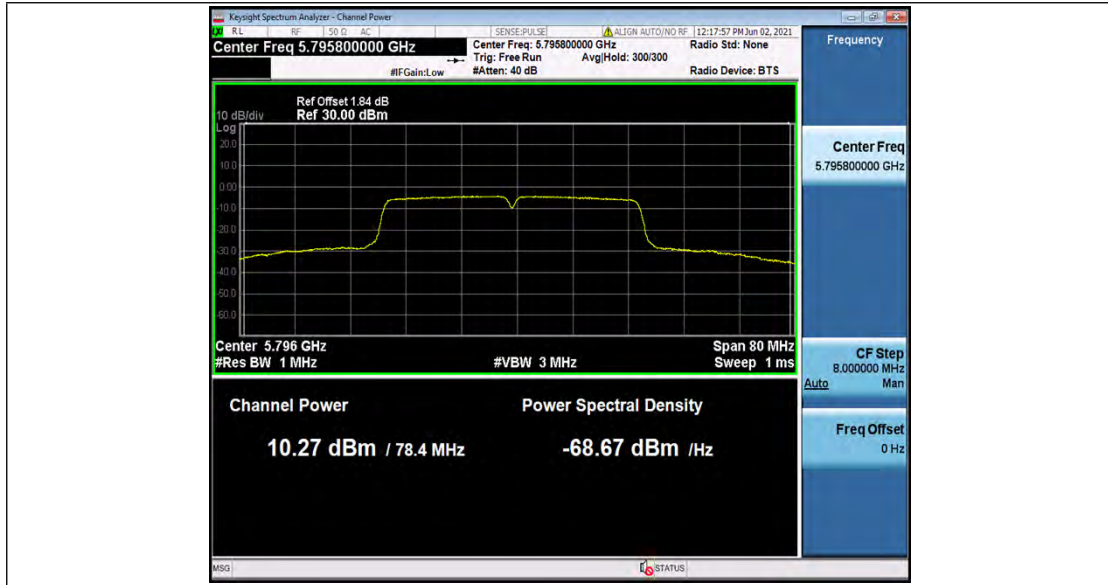 Keysight Spectrum Analyzer - Channel Power
RL RF 50 Ω AC SENSE:PULSE ALIGN AUTO/NO RF 12:17:57 PM Jun 02, 2021
Center Freq 5.795800000 GHz
Center Freq: 5.795800000 GHz Radio Std: None
Trig: Free Run Avg|Hold: 300/300
#IFGain:Low #Atten: 40 dB Radio Device: BTS
Ref Offset 1.84 dB
10 dB/div Ref 30.00 dBm
Log
20.0
10.0
0.00
-10.0
-20.0
-30.0
-40.0
-50.0
-60.0
Center 5.796 GHz Span 80 MHz
#Res BW 1 MHz #VBW 3 MHz Sweep 1 ms
Channel Power Power Spectral Density
10.27 dBm / 78.4 MHz -68.67 dBm /Hz
MSG STATUS
Frequency
Center Freq
5.795800000 GHz
CF Step
8.000000 MHz
Auto Man
Freq Offset
0 Hz